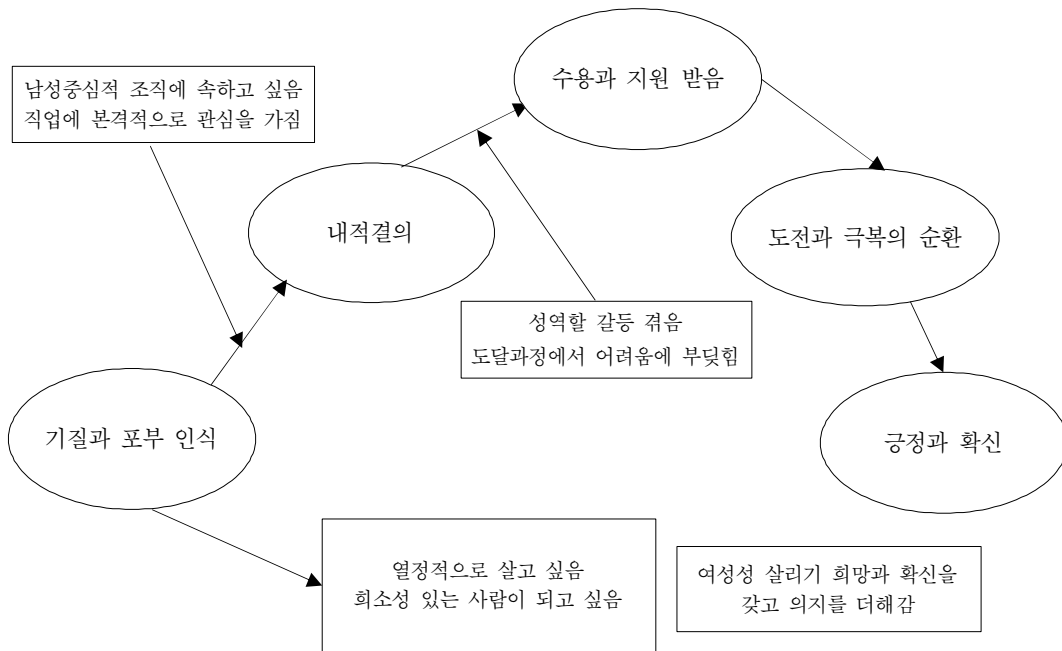 수용과 지원 받음
남성중심적 조직에 속하고 싶음
직업에 본격적으로 관심을 가짐
내적결의
도전과 극복의 순환
성역할 갈등 겪음
도달과정에서 어려움에 부딪힘
기질과 포부 인식
긍정과 확신
열정적으로 살고 싶음
희소성 있는 사람이 되고 싶음
여성성 살리기 희망과 확신을
갖고 의지를 더해감